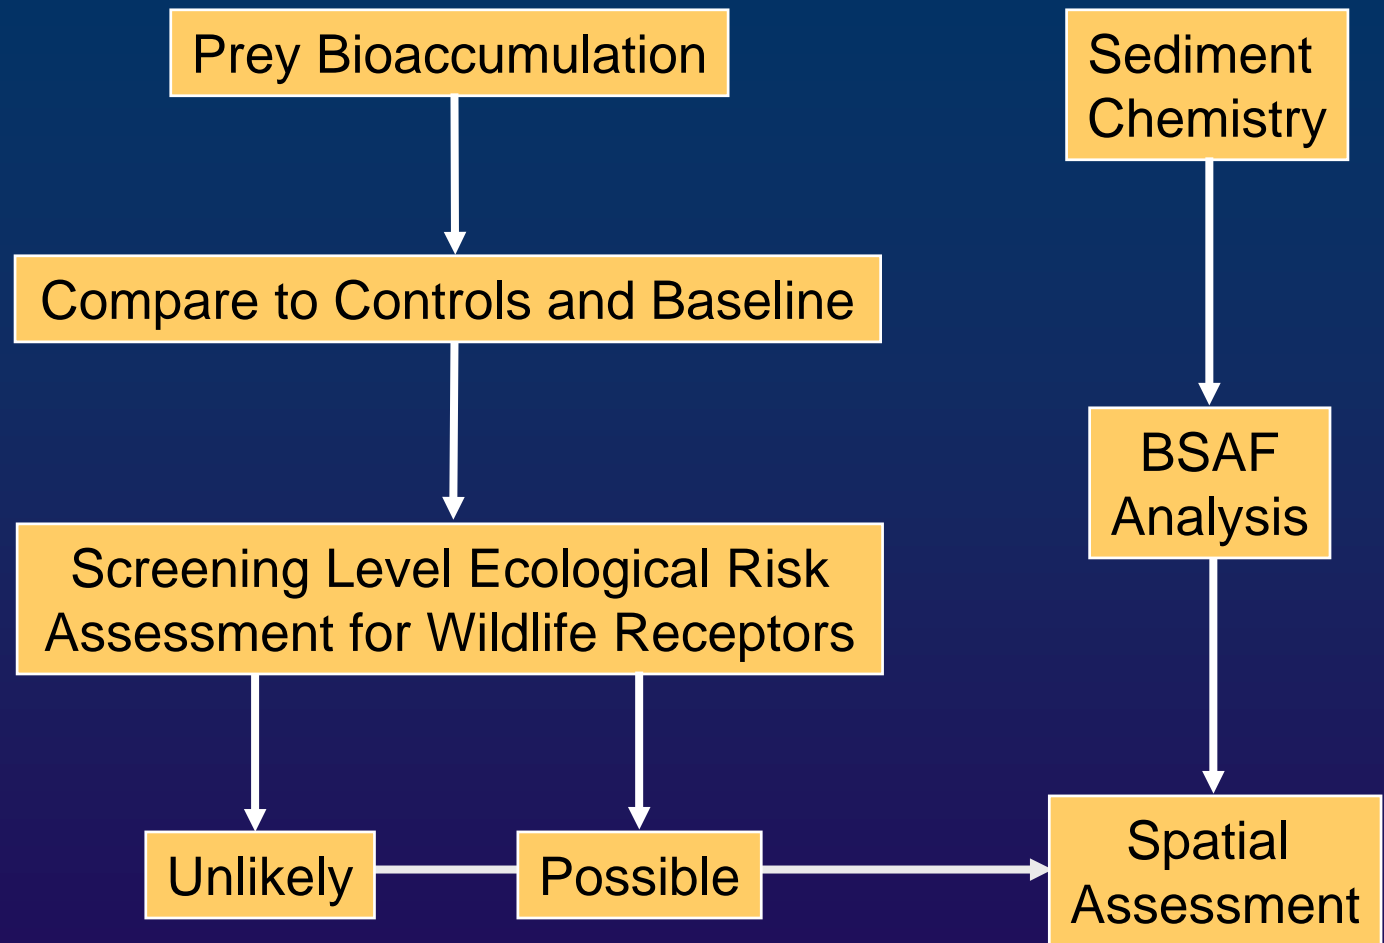 Prey Bioaccumulation
Sediment
Chemistry
Compare to Controls and Baseline
BSAF
Analysis
Screening Level Ecological Risk
Assessment for Wildlife Receptors
Unlikely
Possible
Spatial
Assessment